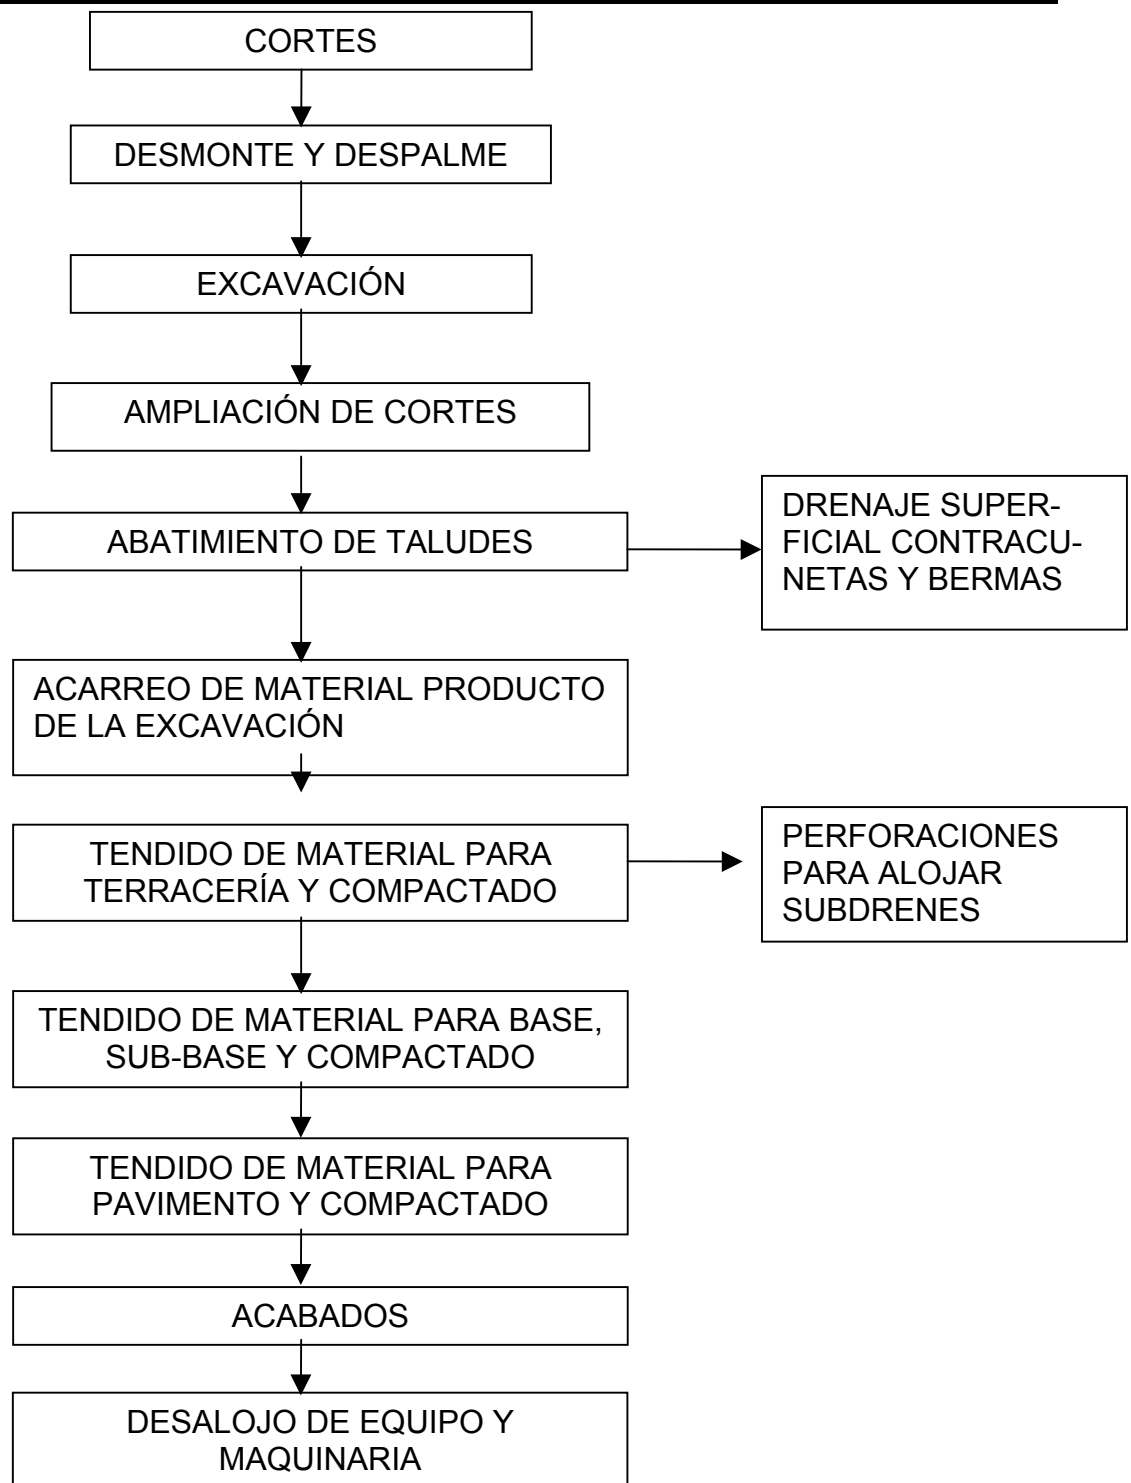 CORTES
DESMONTE Y DESPALME
EXCAVACIÓN
AMPLIACIÓN DE CORTES
ABATIMIENTO DE TALUDES
DRENAJE SUPER-
FICIAL CONTRACU-
NETAS Y BERMAS
ACARREO DE MATERIAL PRODUCTO
DE LA EXCAVACIÓN
TENDIDO DE MATERIAL PARA
TERRACERÍA Y COMPACTADO
PERFORACIONES
PARA ALOJAR
SUBDRENES
TENDIDO DE MATERIAL PARA BASE,
SUB-BASE Y COMPACTADO
TENDIDO DE MATERIAL PARA
PAVIMENTO Y COMPACTADO
ACABADOS
DESALOJO DE EQUIPO Y
MAQUINARIA